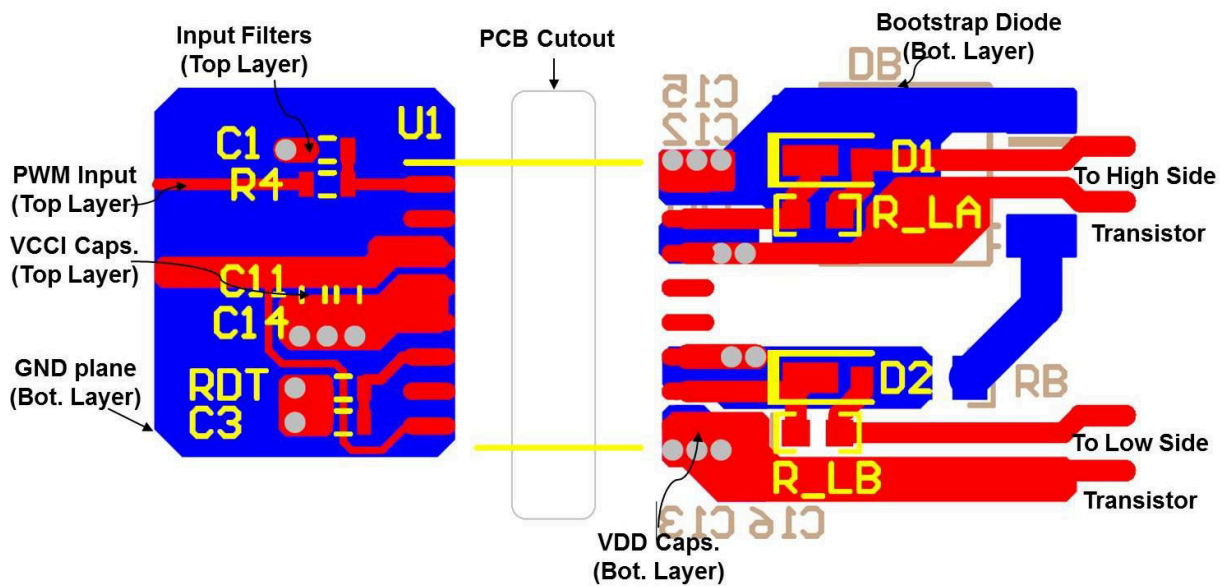 Input Filters
(Top Layer)
PCB Cutout
Bootstrap Diode
(Bot. Layer)
DB
C15
C12
U1
C1
R4
D1
R_LA
PWM Input
(Top Layer)
To High Side
Transistor
VCCI Caps.
(Top Layer)
C11
C14
GND plane
(Bot. Layer)
RDT
C3
D2
RB
R_LB
To Low Side
Transistor
C13 C16
VDD Caps.
(Bot. Layer)